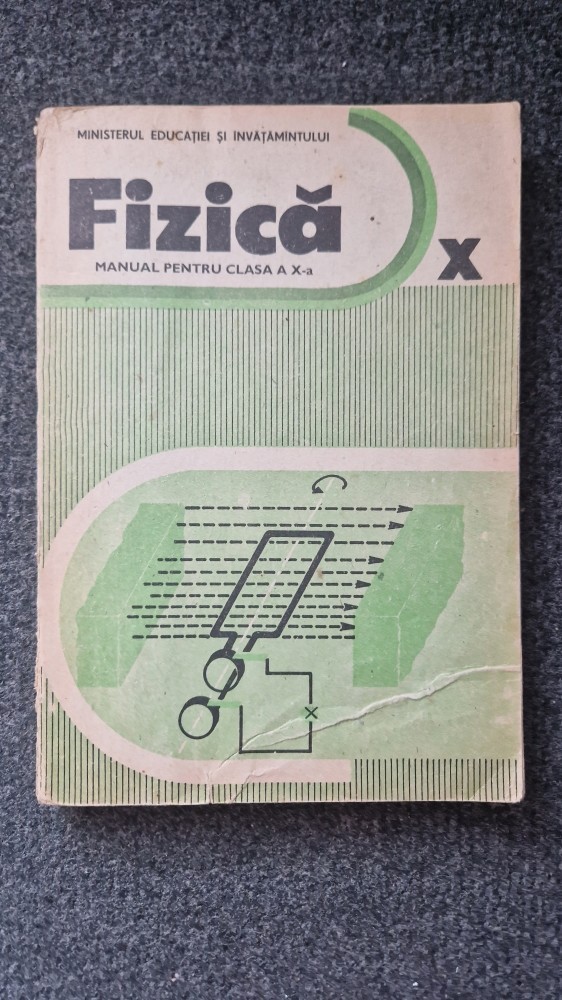 MINISTERUL EDUCAȚIEI ȘI ÎNVĂȚĂMÎNTULUI
Fizică
X
MANUAL PENTRU CLASA A X-a